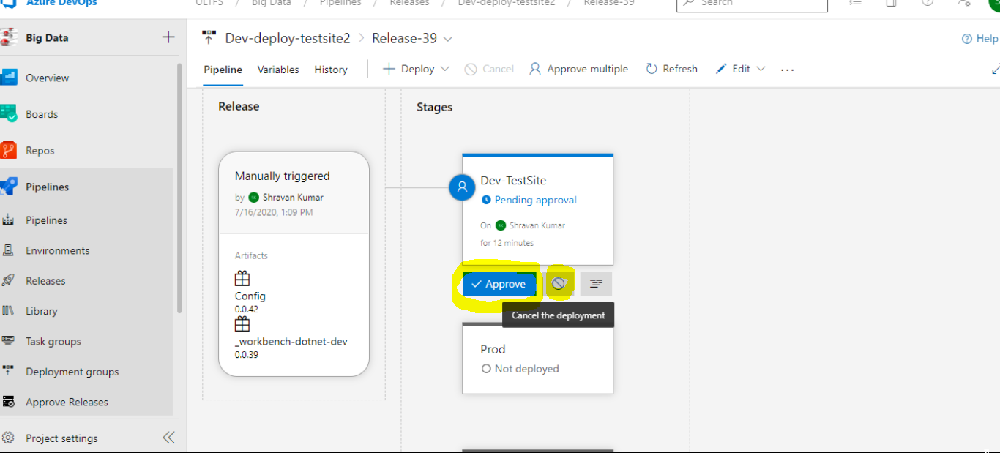 Azure DevOps
ULTFS / Big Data / Pipelines / Releases / Dev-deploy-testsite2 / Release-39
Search
Big Data
Overview
Boards
Repos
Pipelines
Pipelines
Environments
Releases
Library
Task groups
Deployment groups
Approve Releases
Project settings
Dev-deploy-testsite2 > Release-39
Help
Pipeline Variables History Deploy Cancel Approve multiple Refresh Edit ...
Release
Manually triggered
by SK Shravan Kumar
7/16/2020, 1:09 PM
Artifacts
Config
0.0.42
_workbench-dotnet-dev
0.0.39
Stages
Dev-TestSite
Pending approval
On SK Shravan Kumar
for 12 minutes
Approve
Cancel the deployment
Prod
Not deployed